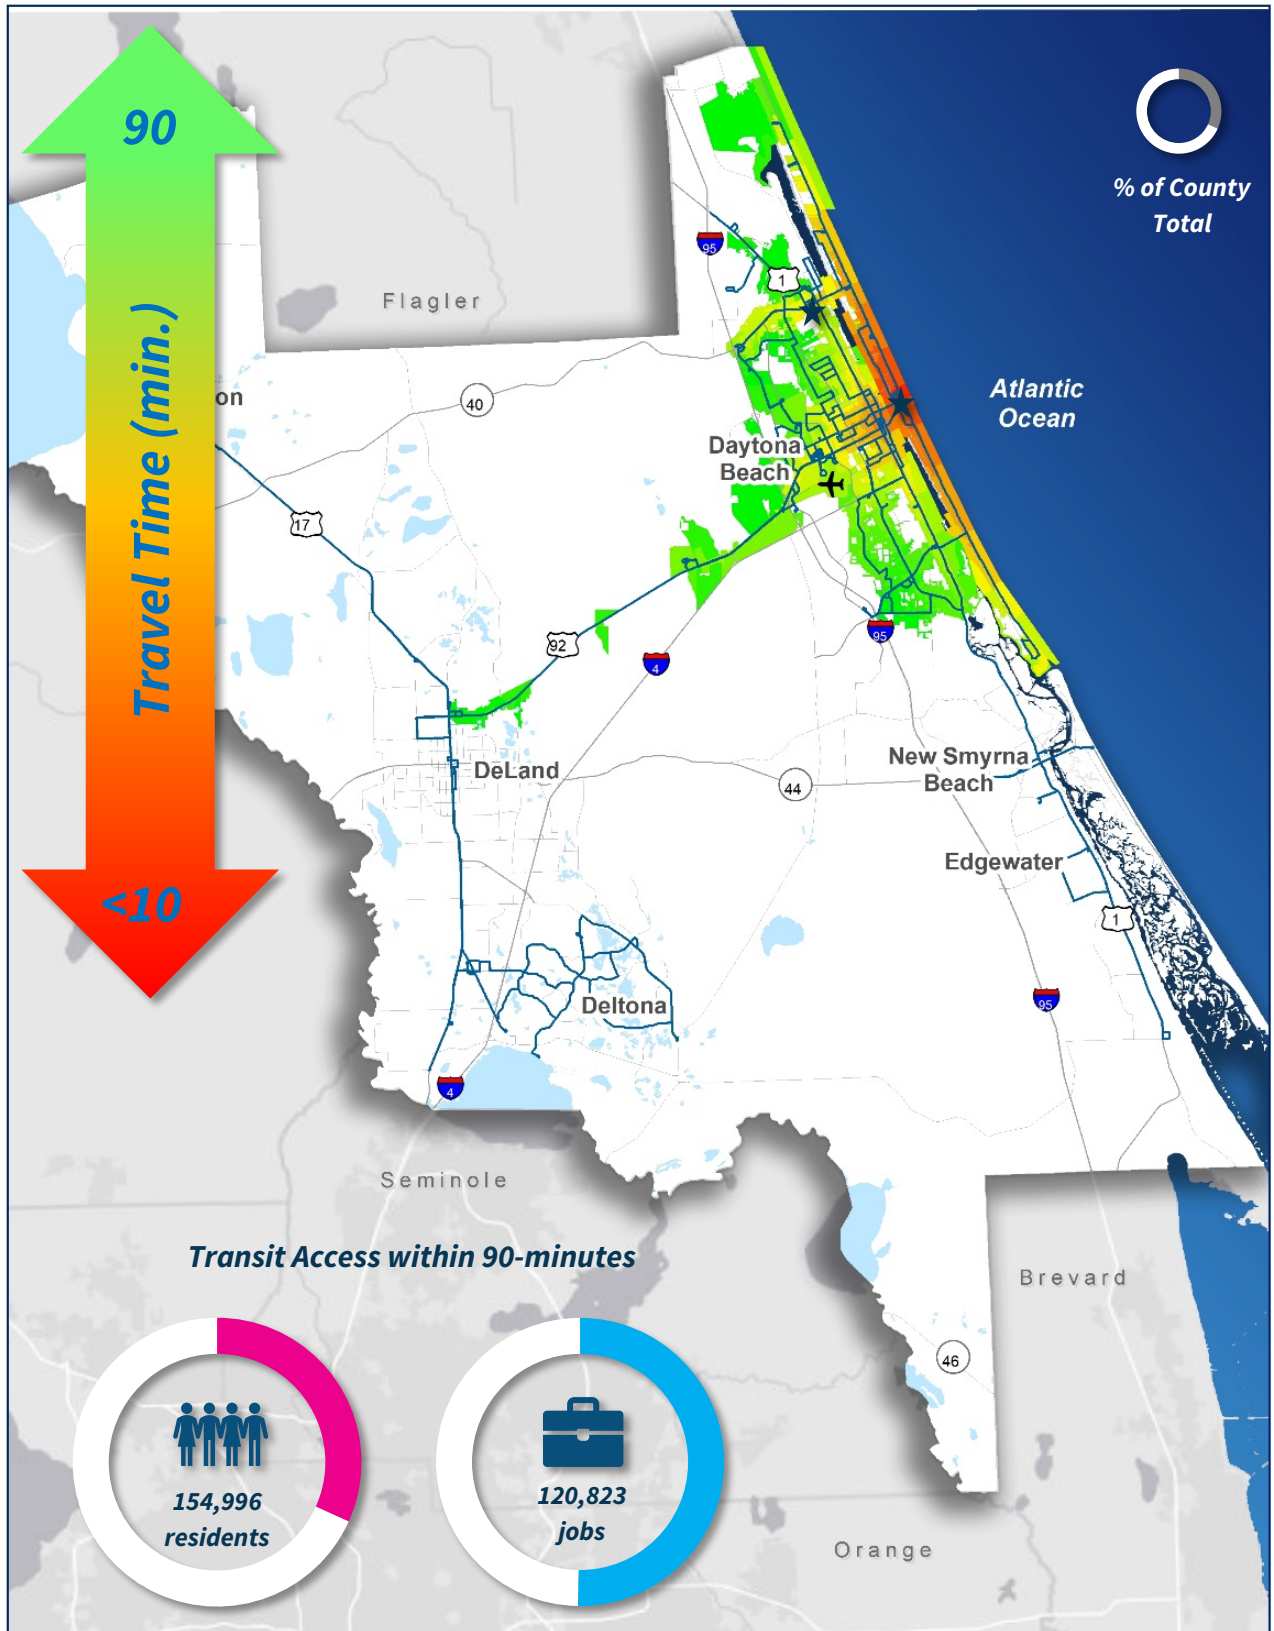 90
Travel Time (min.)
<10
% of County
Total
95
1
Flagler
on
40
Atlantic
Ocean
Daytona
Beach
17
92
95
4
New Smyrna
Beach
DeLand
44
Edgewater
1
95
Deltona
4
Seminole
Transit Access within 90-minutes
Brevard
46
154,996
residents
120,823
jobs
Orange